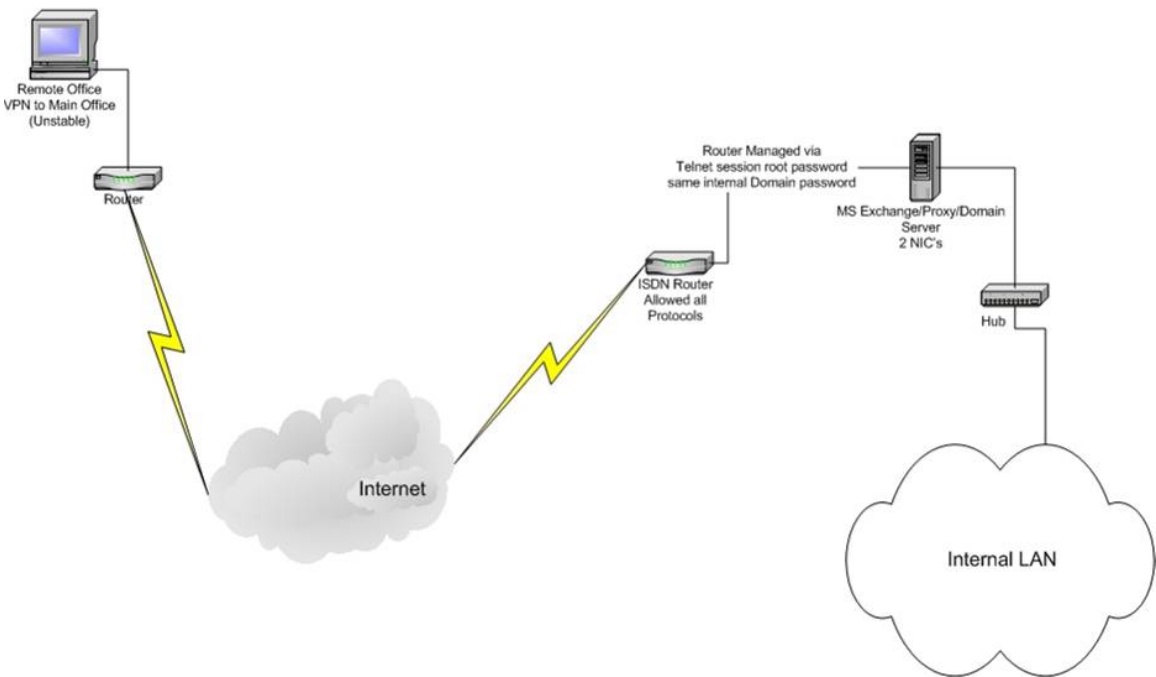 Remote Office
VPN to Main Office
(Unstable)
Router
Internet
ISDN Router
Allowed all
Protocols
Router Managed via
Telnet session root password
same internal Domain password
MS Exchange/Proxy/Domain
Server
2 NIC's
Hub
Internal LAN